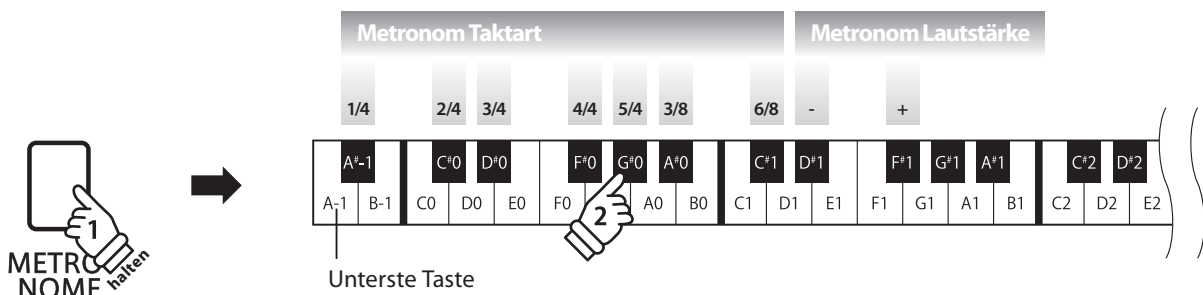 Metronom Taktart Metronom Lautstärke
1/4 2/4 3/4 4/4 5/4 3/8 6/8 - +
A#-1 C#0 D#0 F#0 G#0 A#0 C#1 D#1 F#1 G#1 A#1 C#2 D#2
A-1 B-1 C0 D0 E0 F0 A0 B0 C1 D1 E1 F1 G1 A1 B1 C2 D2 E2
1
2
halten
METRO
NOME
Unterste Taste